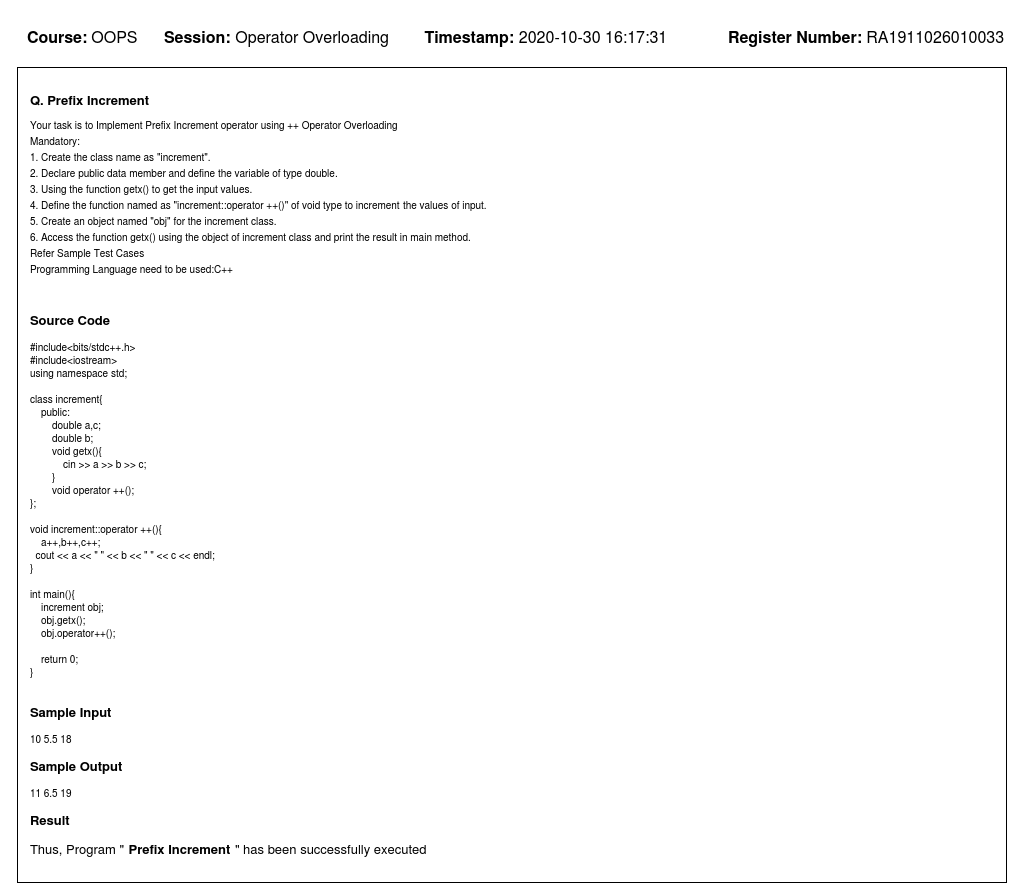 Course: OOPS Session: Operator Overloading Timestamp: 2020-10-30 16:17:31 Register Number: RA1911026010033
Q. Prefix Increment
Your task is to Implement Prefix Increment operator using ++ Operator Overloading
Mandatory:
1. Create the class name as "increment".
2. Declare public data member and define the variable of type double.
3. Using the function getx() to get the input values.
4. Define the function named as "increment::operator ++()" of void type to increment the values of input.
5. Create an object named "obj" for the increment class.
6. Access the function getx() using the object of increment class and print the result in main method.
Refer Sample Test Cases
Programming Language need to be used:C++
Source Code
#include<bits/stdc++.h>
#include<iostream>
using namespace std;
class increment{
public:
double a,c;
double b;
void getx(){
cin >> a >> b >> c;
}
void operator ++();
};
void increment::operator ++(){
a++,b++,c++;
cout << a << " " << b << " " << c << endl;
}
int main(){
increment obj;
obj.getx();
obj.operator++();
return 0;
}
Sample Input
10 5.5 18
Sample Output
11 6.5 19
Result
Thus, Program " Prefix Increment " has been successfully executed